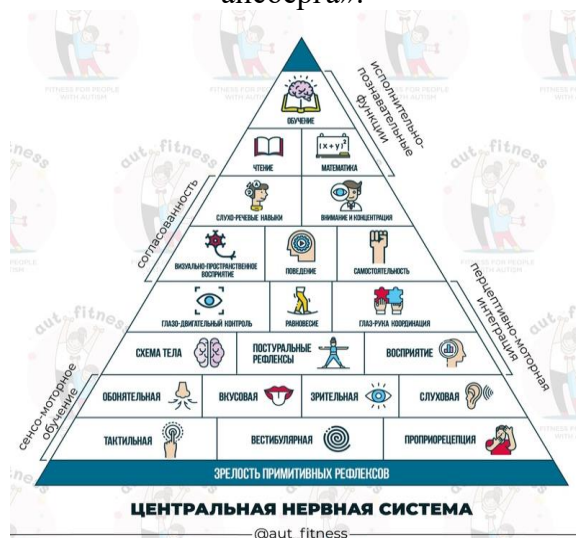 айсберга».
ОБУЧЕНИЕ
исполнительно-
познавательные
функции
ЧТЕНИЕ
(x+y)²
МАТЕМАТИКА
СЛУХО-РЕЧЕВЫЕ НАВЫКИ
ВНИМАНИЕ И КОНЦЕНТРАЦИЯ
согласованность
ВИЗУАЛЬНО-ПРОСТРАНСТВЕННОЕ
ВОСПРИЯТИЕ
ПОВЕДЕНИЕ
САМОСТОЯТЕЛЬНОСТЬ
ГЛАЗО-ДВИГАТЕЛЬНЫЙ КОНТРОЛЬ
РАВНОВЕСИЕ
ГЛАЗ-РУКА КООРДИНАЦИЯ
перцептивно-моторная
интеграция
СХЕМА ТЕЛА
ПОСТУРАЛЬНЫЕ
РЕФЛЕКСЫ
ВОСПРИЯТИЕ
сенсо-моторное
обучение
ОБОНЯТЕЛЬНАЯ
ВКУСОВАЯ
ЗРИТЕЛЬНАЯ
СЛУХОВАЯ
ТАКТИЛЬНАЯ
ВЕСТИБУЛЯРНАЯ
ПРОПРИОРЕЦЕПЦИЯ
ЗРЕЛОСТЬ ПРИМИТИВНЫХ РЕФЛЕКСОВ
ЦЕНТРАЛЬНАЯ НЕРВНАЯ СИСТЕМА
@aut_fitness
aut_fitness
FITNESS FOR PEOPLE
WITH AUTISM